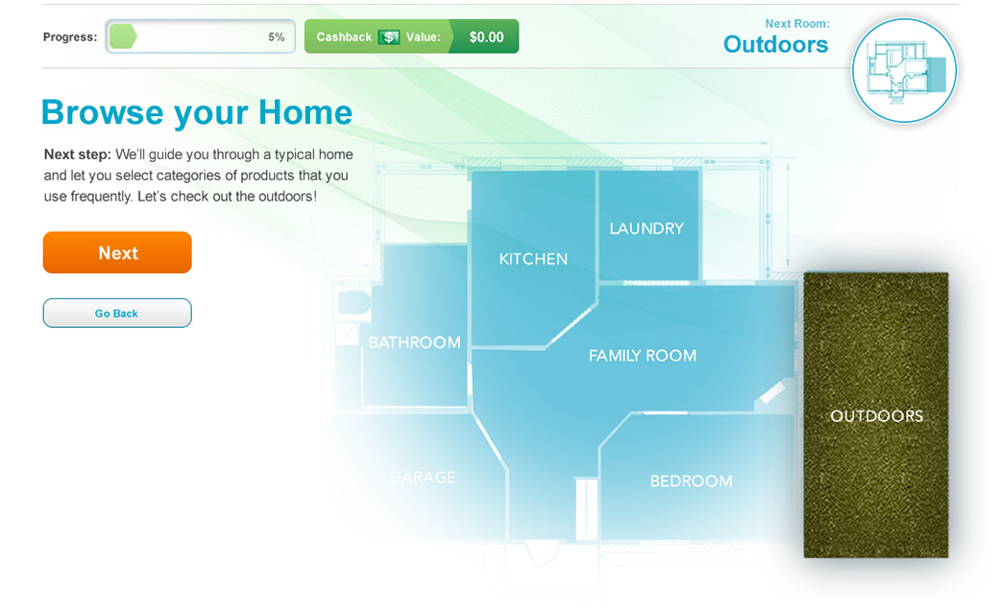 Progress: 5% Cashback $ Value: $0.00
Next Room:
Outdoors
Browse your Home
Next step: We'll guide you through a typical home
and let you select categories of products that you
use frequently. Let's check out the outdoors!
Next
Go Back
LAUNDRY
KITCHEN
BATHROOM
FAMILY ROOM
OUTDOORS
GARAGE
BEDROOM